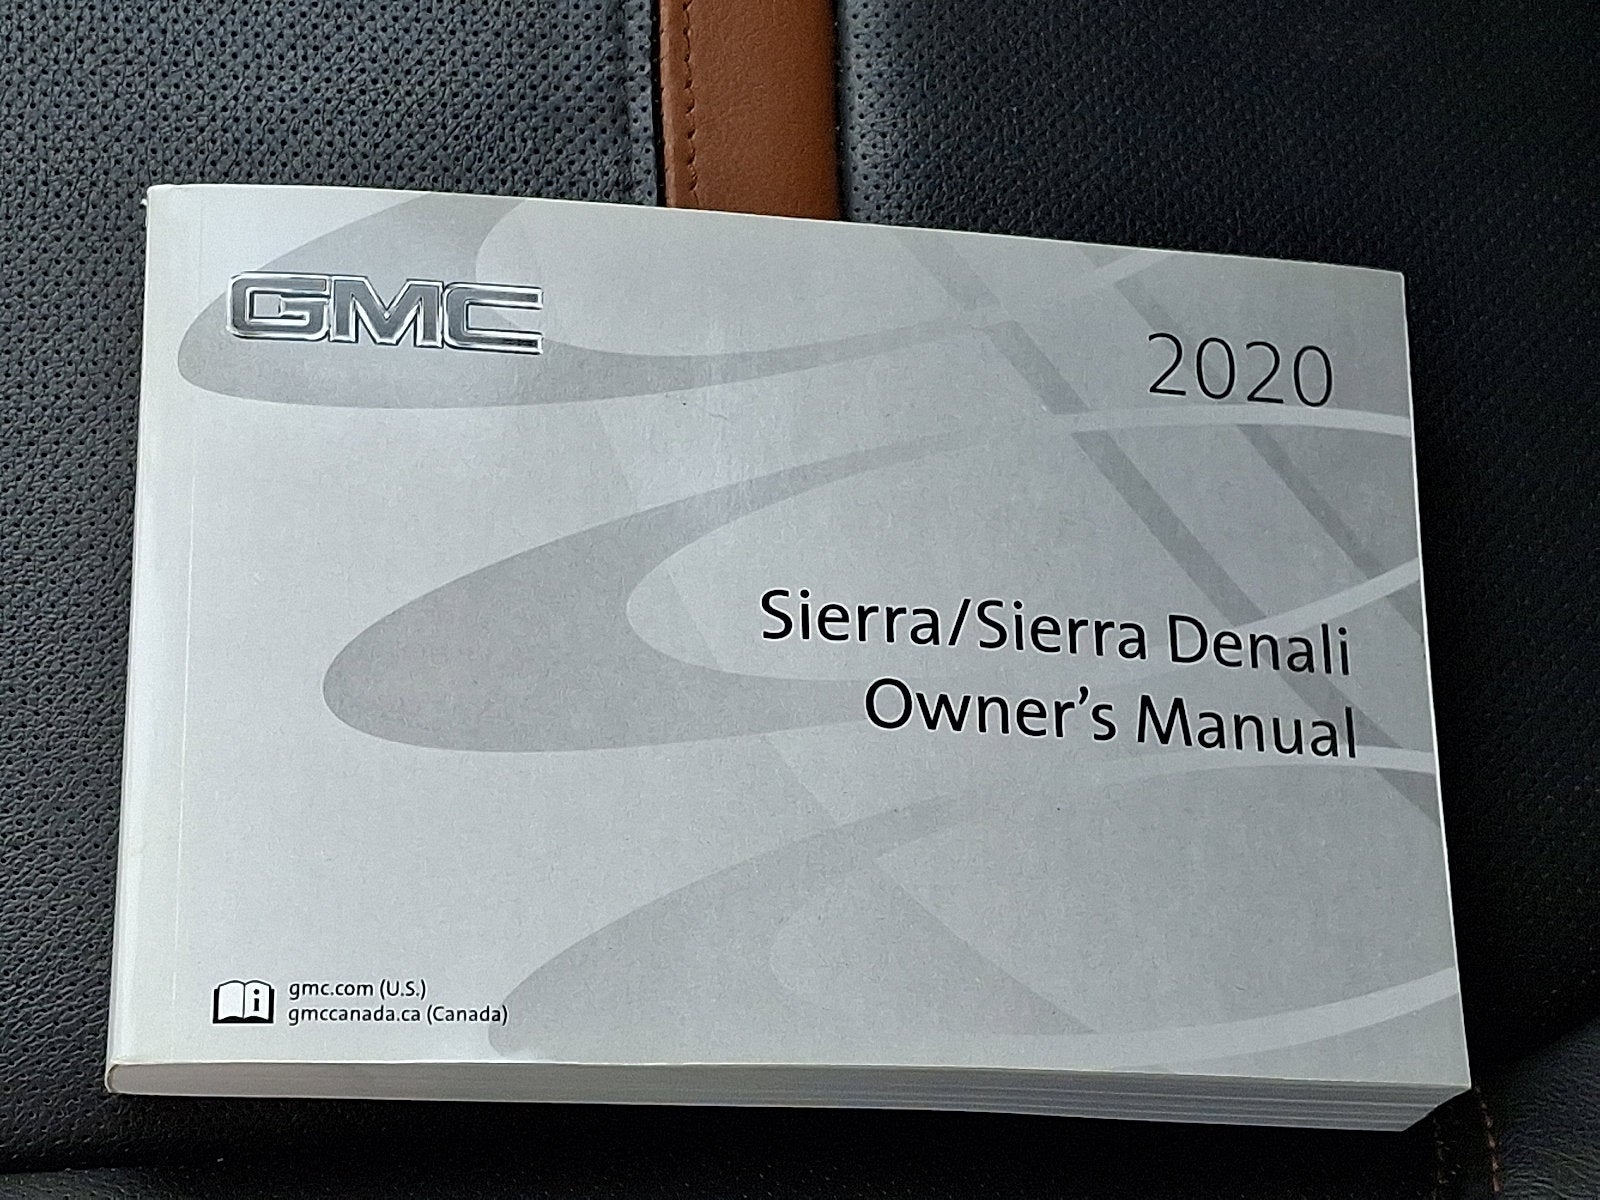 GMC
2020
Sierra/Sierra Denali
Owner's Manual
i
gmc.com (U.S.)
gmccanada.ca (Canada)